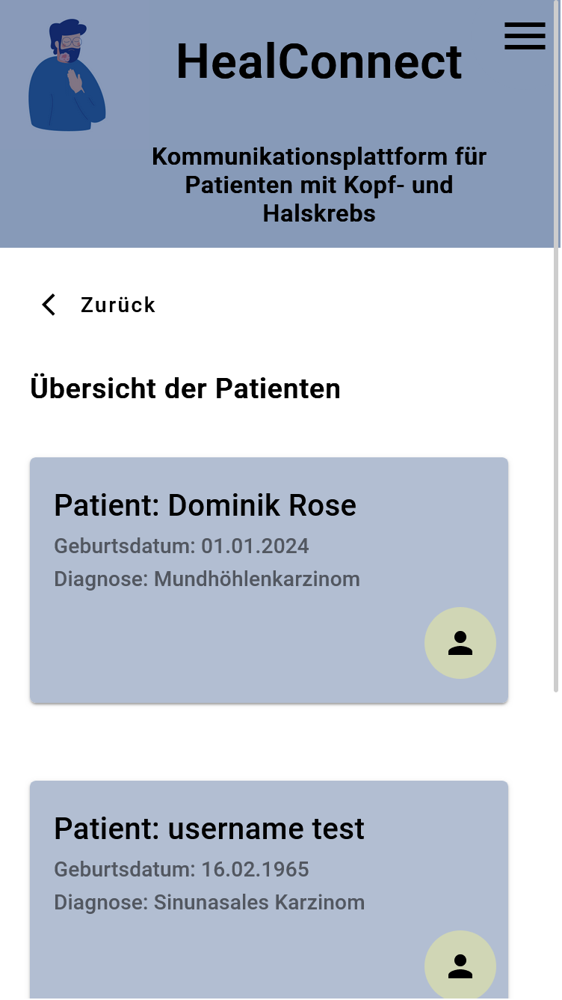 HealConnect
Kommunikationsplattform für
Patienten mit Kopf- und
Halskrebs
Zurück
Übersicht der Patienten
Patient: Dominik Rose
Geburtsdatum: 01.01.2024
Diagnose: Mundhöhlenkarzinom
Patient: username test
Geburtsdatum: 16.02.1965
Diagnose: Sinunasales Karzinom